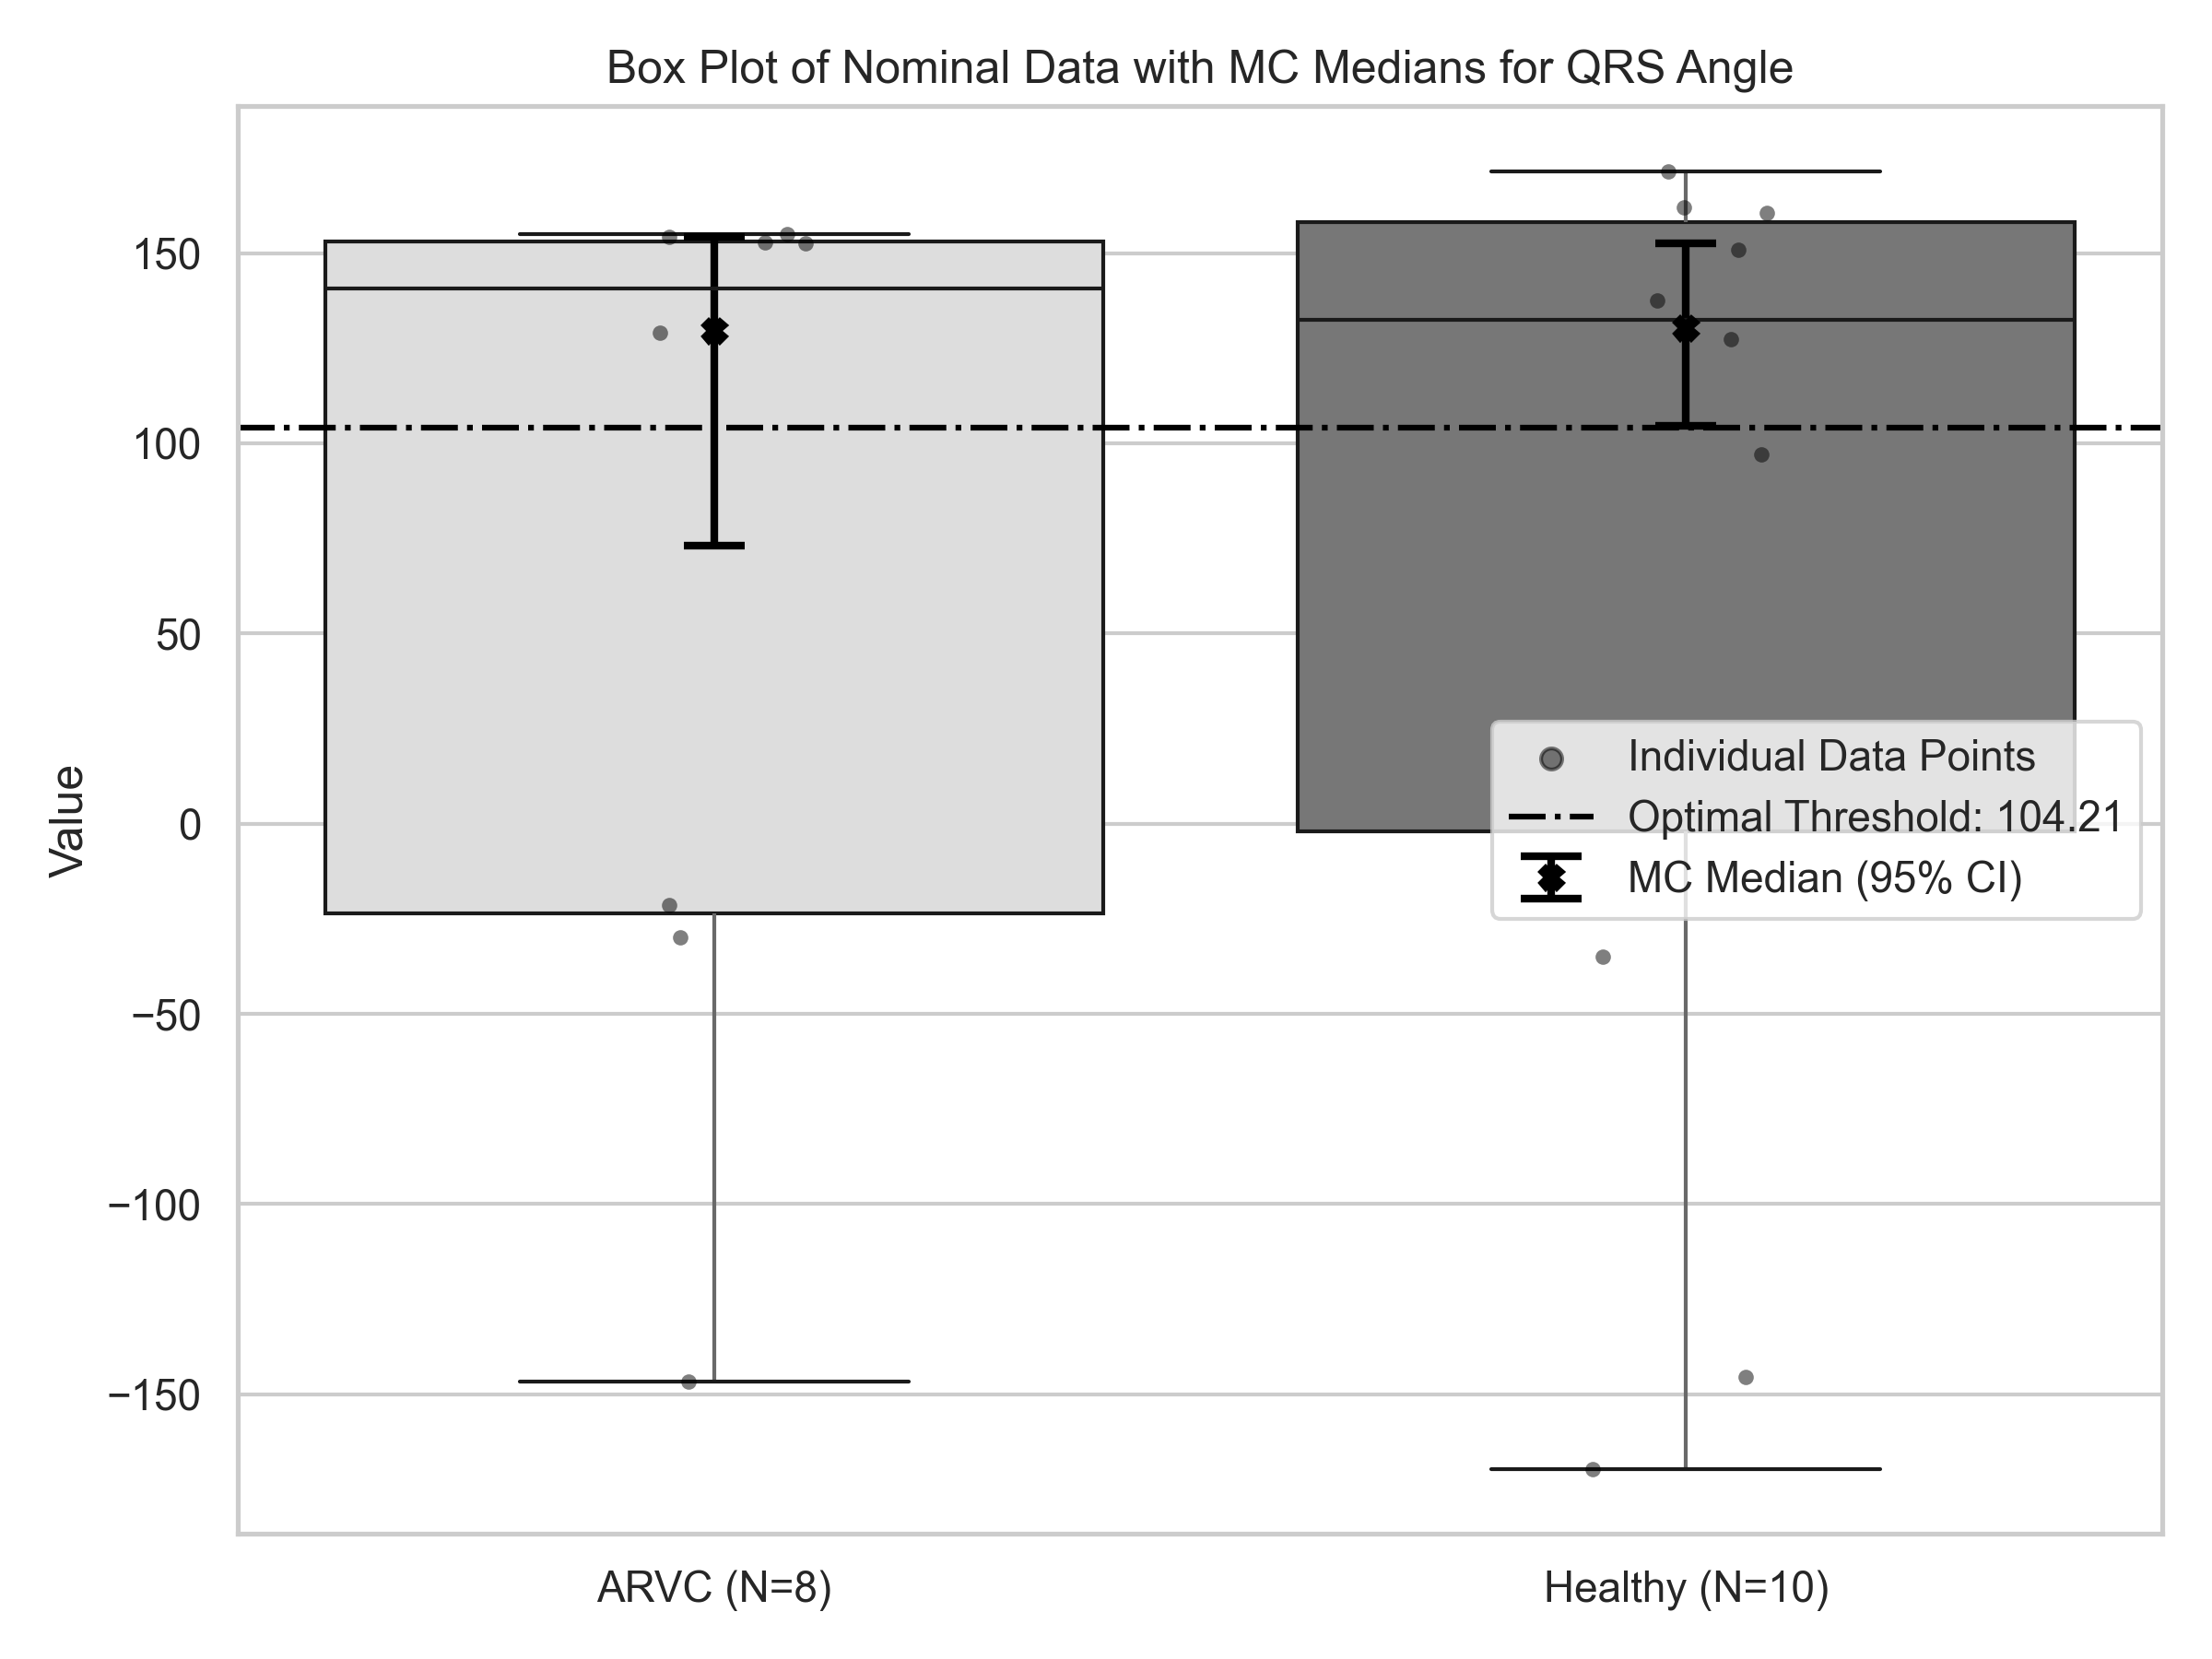 Box Plot of Nominal Data with MC Medians for QRS Angle
Value
150
100
50
0
−50
−100
−150
Individual Data Points
Optimal Threshold: 104.21
MC Median (95% CI)
ARVC (N=8)
Healthy (N=10)